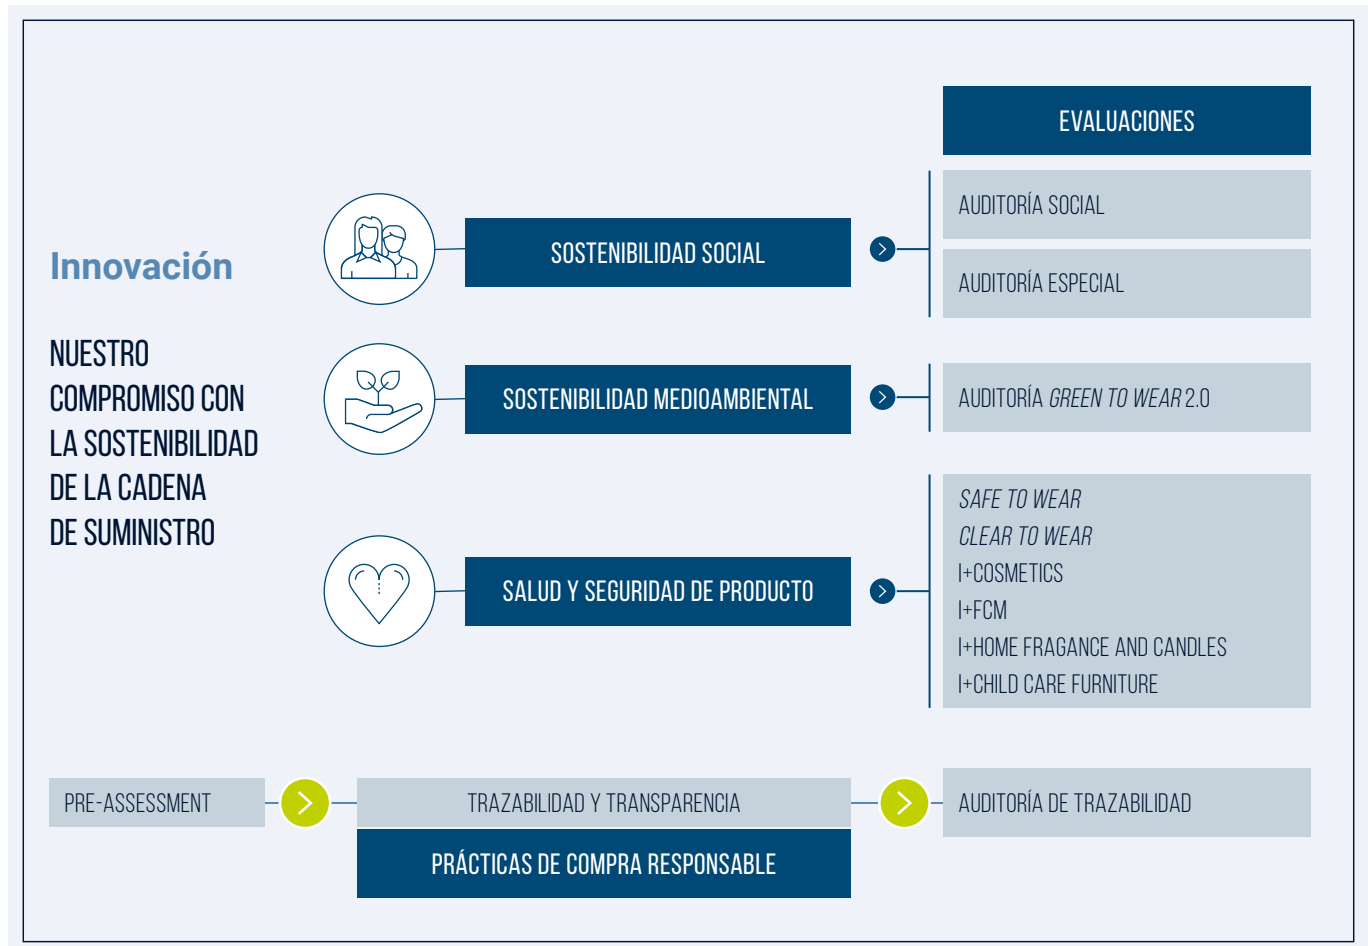 Innovación
NUESTRO
COMPROMISO CON
LA SOSTENIBILIDAD
DE LA CADENA
DE SUMINISTRO
EVALUACIONES
SOSTENIBILIDAD SOCIAL
AUDITORÍA SOCIAL
AUDITORÍA ESPECIAL
SOSTENIBILIDAD MEDIOAMBIENTAL
AUDITORÍA GREEN TO WEAR 2.0
SALUD Y SEGURIDAD DE PRODUCTO
SAFE TO WEAR
CLEAR TO WEAR
I+COSMETICS
I+FCM
I+HOME FRAGANCE AND CANDLES
I+CHILD CARE FURNITURE
PRE-ASSESSMENT
TRAZABILIDAD Y TRANSPARENCIA
AUDITORÍA DE TRAZABILIDAD
PRÁCTICAS DE COMPRA RESPONSABLE